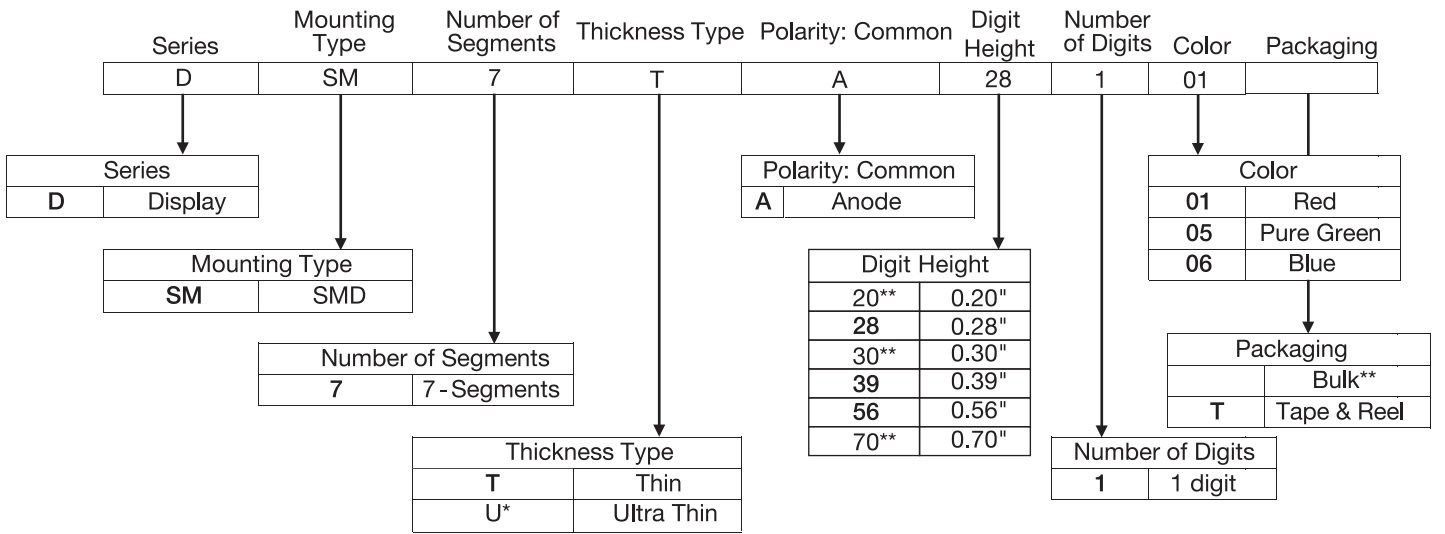 Series Mounting Type Number of Segments Thickness Type Polarity: Common Digit Height Number of Digits Color Packaging
D SM 7 T A 28 1 01
Series
D Display
Mounting Type
SM SMD
Number of Segments
7 7-Segments
Thickness Type
T Thin
U* Ultra Thin
Polarity: Common
A Anode
Digit Height
20** 0.20"
28 0.28"
30** 0.30"
39 0.39"
56 0.56"
70** 0.70"
Number of Digits
1 1 digit
Color
01 Red
05 Pure Green
06 Blue
Packaging
Bulk**
T Tape & Reel